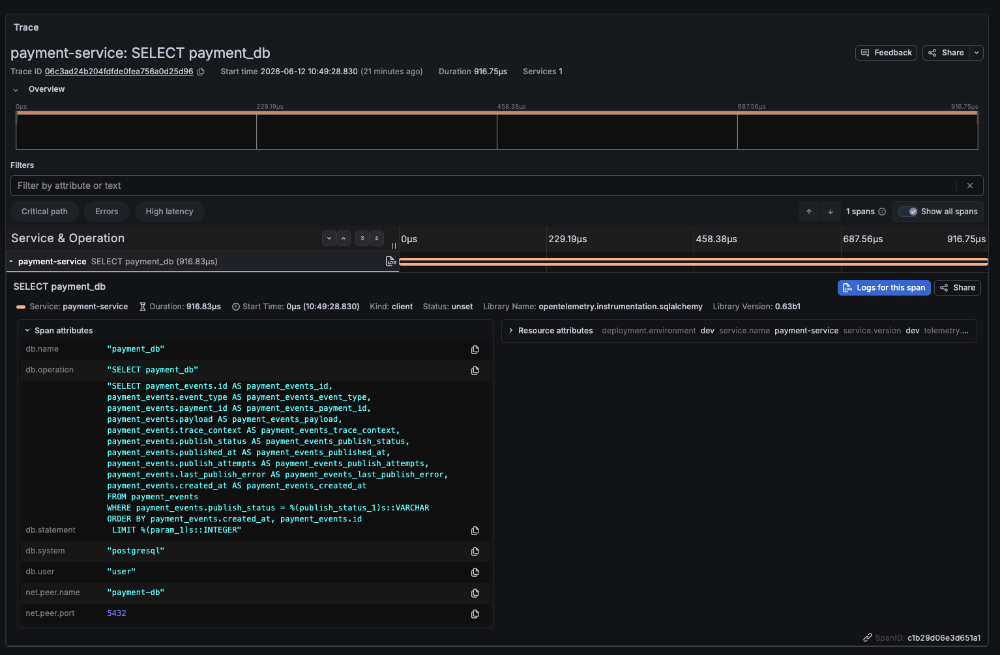 Trace
payment-service: SELECT payment_db
Feedback
Share
Trace ID 06c3ad24b204fdfde0fea756a0d25d96 Start time 2026-06-12 10:49:28.830 (21 minutes ago) Duration 916.75µs Services 1
Overview
0µs 229.19µs 458.38µs 687.56µs 916.75µs
Filters
Filter by attribute or text
Critical path Errors High latency 1 spans Show all spans
Service & Operation 0µs 229.19µs 458.38µs 687.56µs 916.75µs
- payment-service SELECT payment_db (916.83µs) LOG
SELECT payment_db LOG Logs for this span Share
Service: payment-service Duration: 916.83µs Start Time: 0µs (10:49:28.830) Kind: client Status: unset Library Name: opentelemetry.instrumentation.sqlalchemy Library Version: 0.63b1
Span attributes
db.name "payment_db"
db.operation "SELECT payment_db"
"SELECT payment_events.id AS payment_events_id,
payment_events.event_type AS payment_events_event_type,
payment_events.payment_id AS payment_events_payment_id,
payment_events.payload AS payment_events_payload,
payment_events.trace_context AS payment_events_trace_context,
payment_events.publish_status AS payment_events_publish_status,
payment_events.published_at AS payment_events_published_at,
payment_events.publish_attempts AS payment_events_publish_attempts,
payment_events.last_publish_error AS payment_events_last_publish_error,
payment_events.created_at AS payment_events_created_at
FROM payment_events
WHERE payment_events.publish_status = %(publish_status_1)s::VARCHAR
ORDER BY payment_events.created_at, payment_events.id
db.statement LIMIT %(param_1)s::INTEGER"
db.system "postgresql"
db.user "user"
net.peer.name "payment-db"
net.peer.port 5432
Resource attributes deployment.environment dev service.name payment-service service.version dev telemetry....
SpanID: c1b29d06e3d651a1